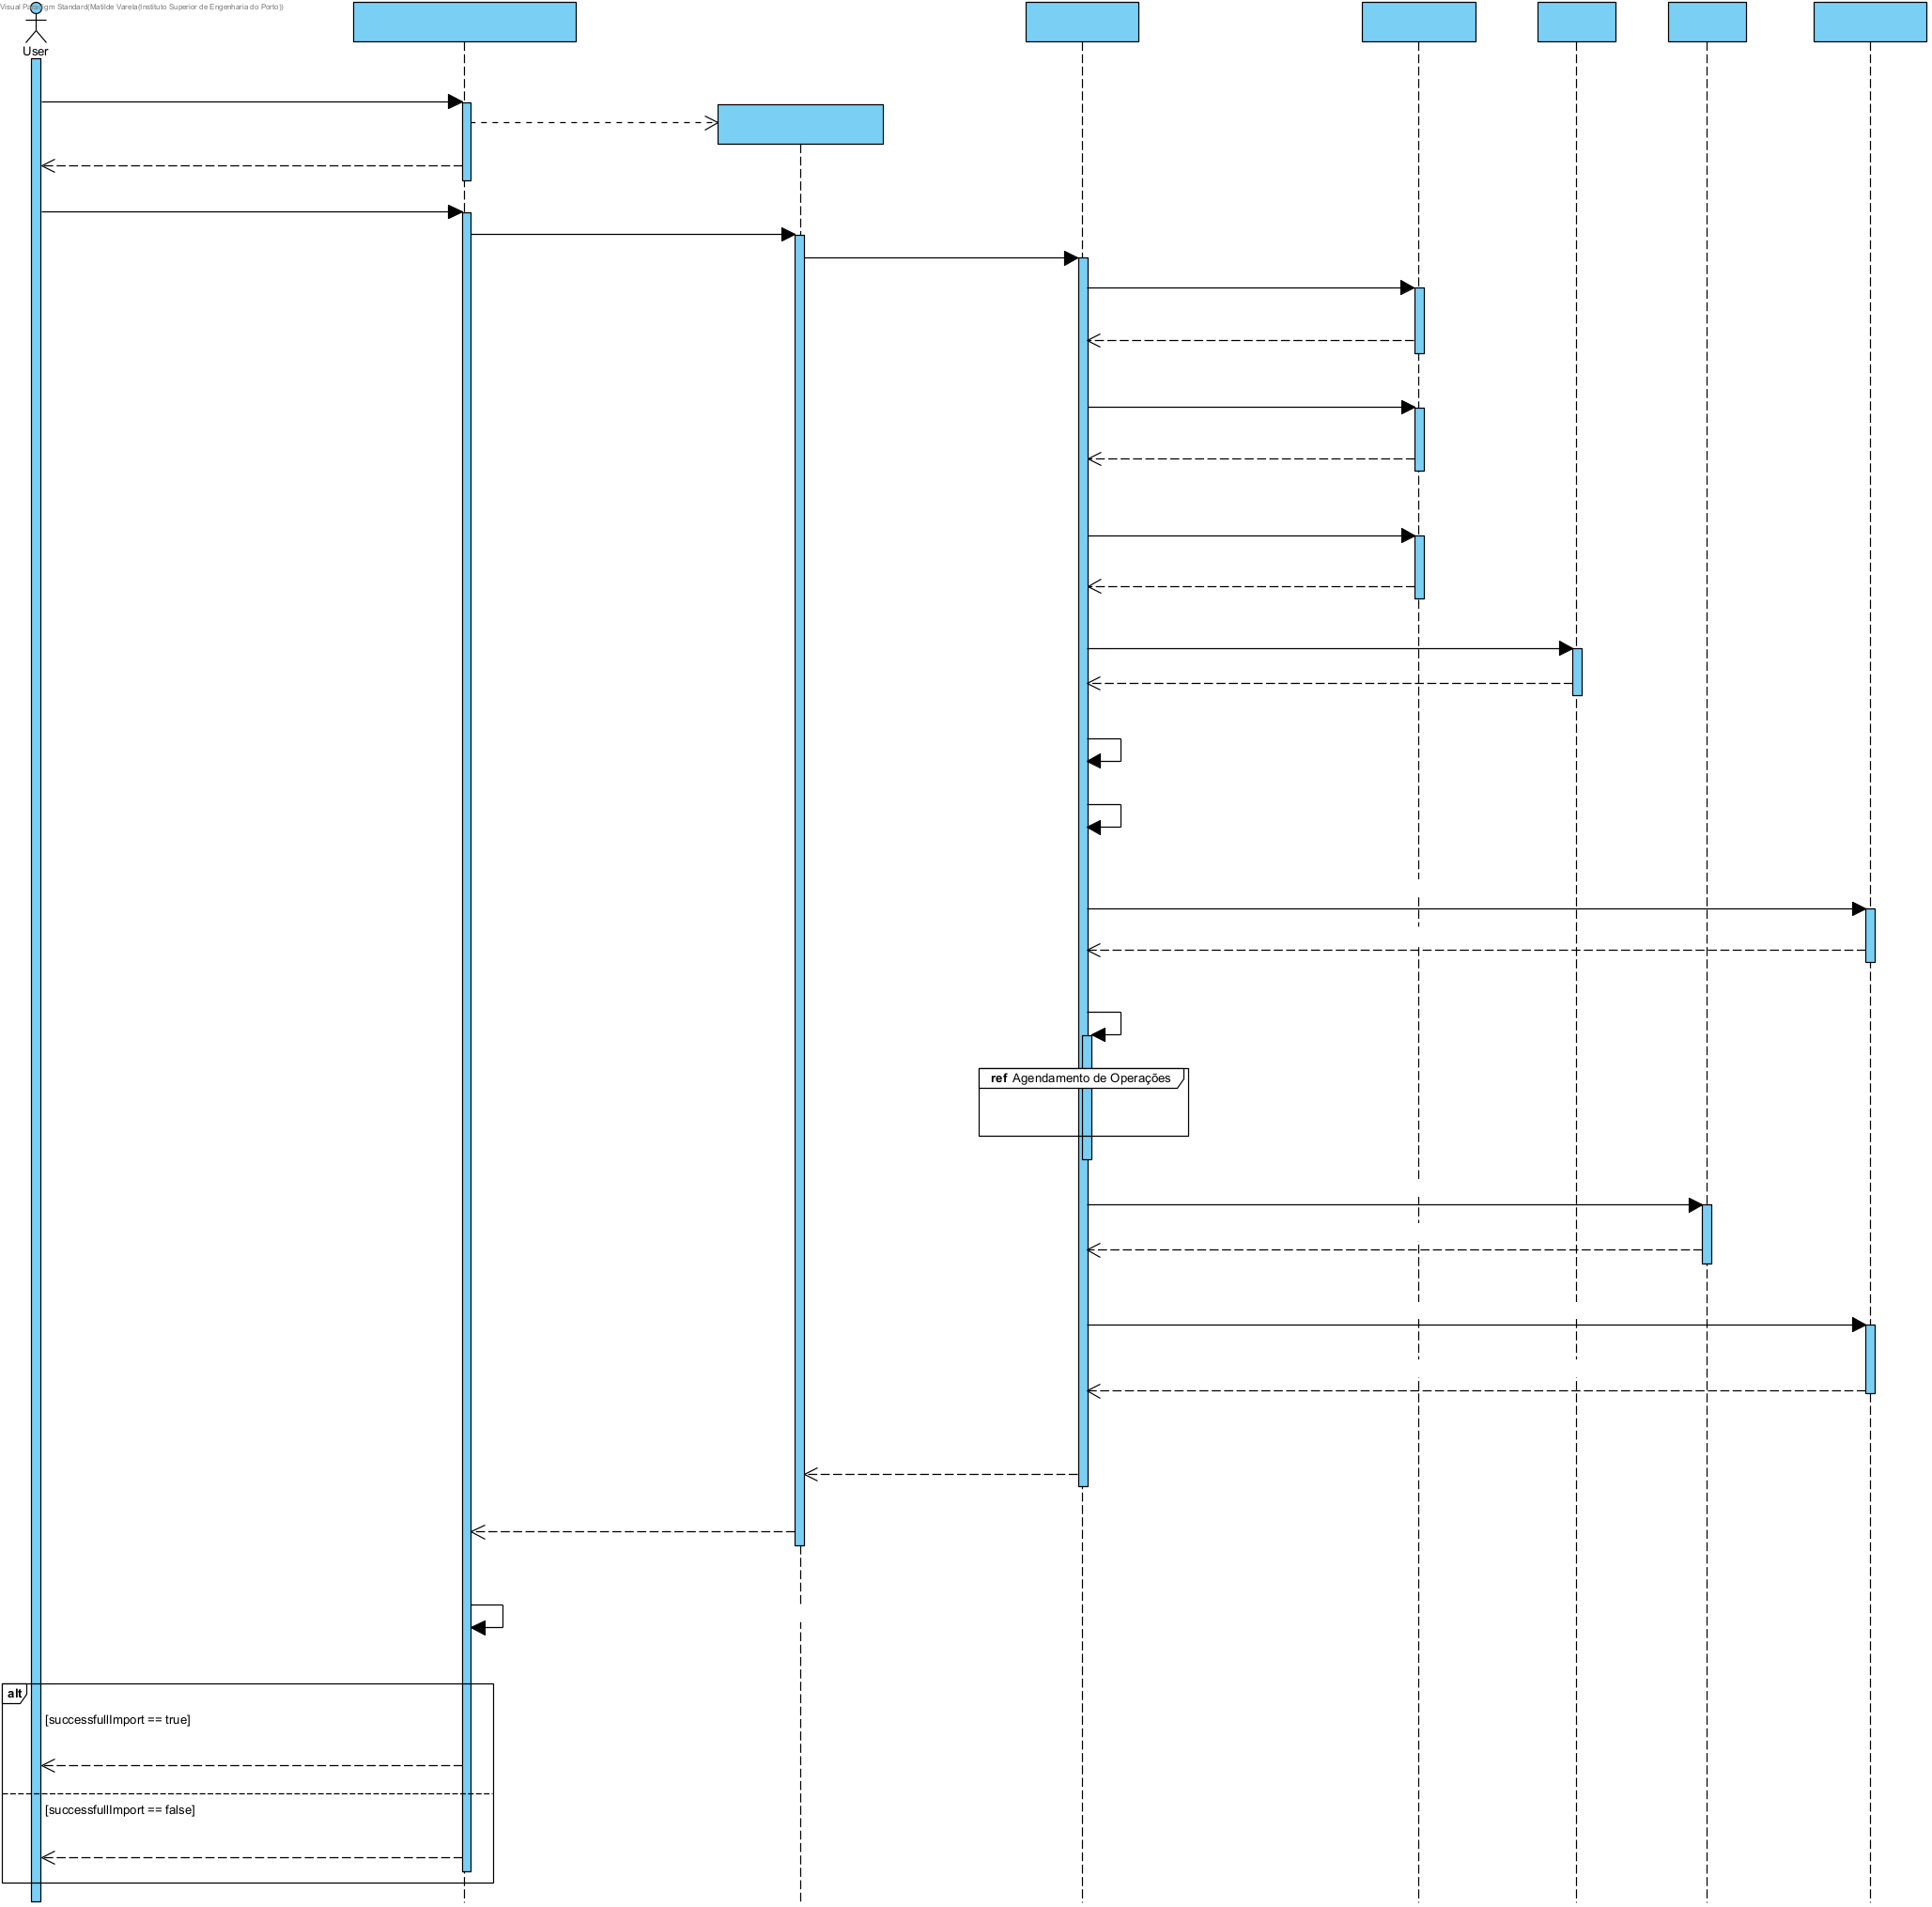 Visual Paradigm Standard(Matilde Varela(Instituto Superior de Engenharia do Porto))
User
ref Agendamento de Operações
alt
[successfullImport == true]
[successfullImport == false]